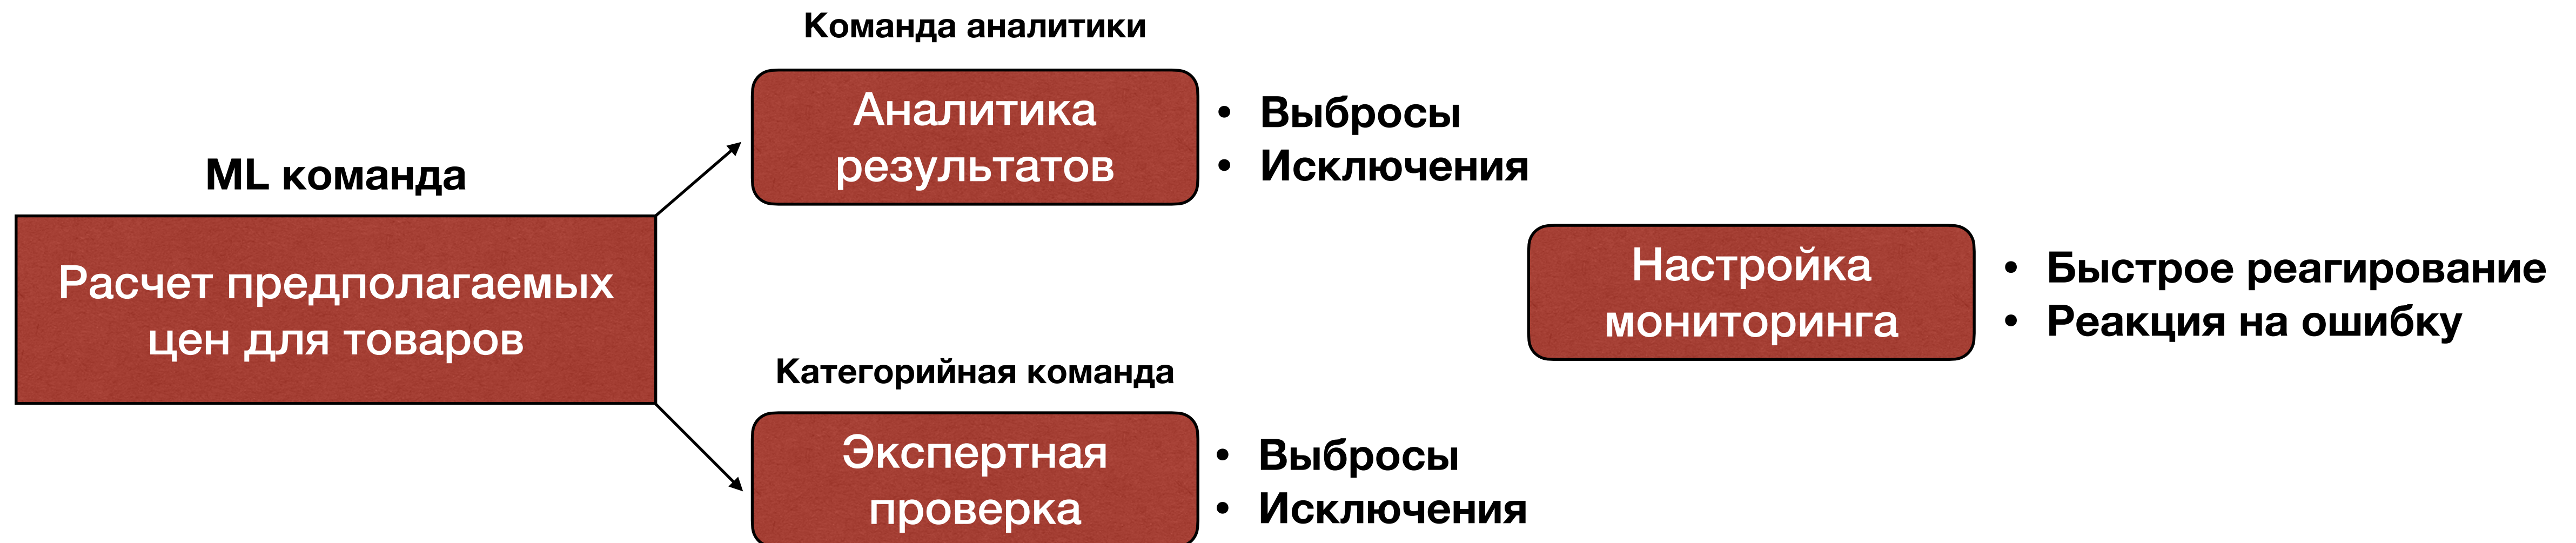 Команда аналитики
Аналитика
результатов
• Выбросы
• Исключения
ML команда
Расчет предполагаемых
цен для товаров
Настройка
мониторинга
• Быстрое реагирование
• Реакция на ошибку
Категорийная команда
Экспертная
проверка
• Выбросы
• Исключения